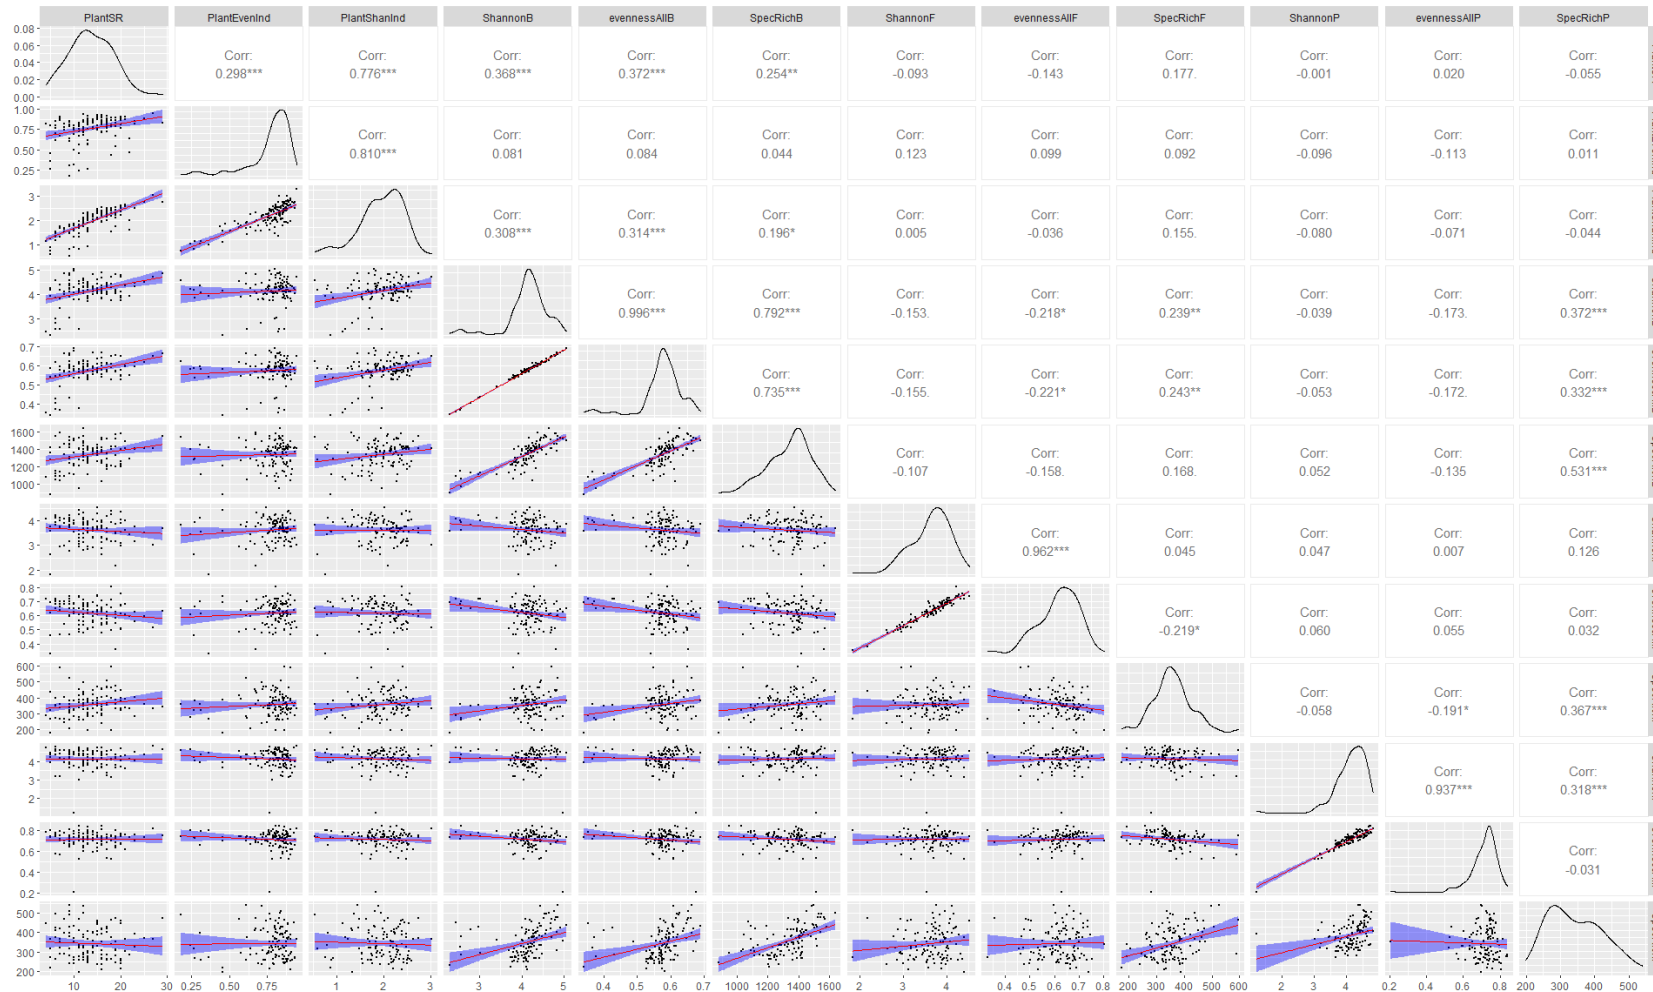 PlantSR PlantEvenInd PlantShanInd ShannonB evennessAllB SpecRichB ShannonF evennessAllF SpecRichF ShannonP evennessAllP SpecRichP
0.08
0.06
0.04
0.02
0.00
Corr: Corr: Corr: Corr: Corr: Corr: Corr: Corr: Corr: Corr: Corr:
0.298*** 0.776*** 0.368*** 0.372*** 0.254** -0.093 -0.143 0.177. -0.001 0.020 -0.055
1.00
0.75
0.50
0.25
Corr: Corr: Corr: Corr: Corr: Corr: Corr: Corr: Corr: Corr:
0.810*** 0.081 0.084 0.044 0.123 0.099 0.092 -0.096 -0.113 0.011
3
2
1
Corr: Corr: Corr: Corr: Corr: Corr: Corr: Corr: Corr:
0.308*** 0.314*** 0.196* 0.005 -0.036 0.155. -0.080 -0.071 -0.044
5
4
3
Corr: Corr: Corr: Corr: Corr: Corr: Corr: Corr:
0.996*** 0.792*** -0.153. -0.218* 0.239** -0.039 -0.173. 0.372***
0.7
0.6
0.5
0.4
Corr: Corr: Corr: Corr: Corr: Corr: Corr:
0.735*** -0.155. -0.221* 0.243** -0.053 -0.172. 0.332***
1600
1400
1200
1000
Corr: Corr: Corr: Corr: Corr: Corr:
-0.107 -0.158. 0.168. 0.052 -0.135 0.531***
4
3
2
Corr: Corr: Corr: Corr: Corr:
0.962*** 0.045 0.047 0.007 0.126
0.8
0.7
0.6
0.5
0.4
Corr: Corr: Corr: Corr:
-0.219* 0.060 0.055 0.032
600
500
400
300
200
Corr: Corr: Corr:
-0.058 -0.191* 0.367***
4
3
2
Corr: Corr:
0.937*** 0.318***
0.8
0.6
0.4
0.2
Corr:
-0.031
500
400
300
200
10 20 30 0.25 0.50 0.75 1 2 3 3 4 5 0.4 0.5 0.6 0.7 1000 1200 1400 1600 2 3 4 0.4 0.5 0.6 0.7 0.8 200 300 400 500 600 2 3 4 0.2 0.4 0.6 0.8 200 300 400 500